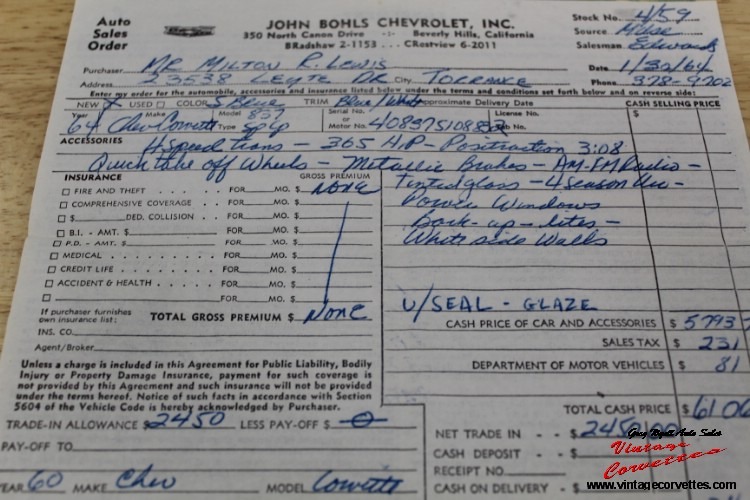 Auto Sales Order
JOHN BOHLS CHEVROLET, INC.
350 North Canon Drive -:- Beverly Hills, California
BRadshaw 2-1153 . . . CRestview 6-2011
Stock No. 4/59
Source Mdse
Salesman Edwards
Purchaser MR MILTON R. LEWIS
Date 1/30/64
Address 23538 LEYTE DR City TORRANCE Phone 378-9702
Enter my order for the automobile, accessories and insurance listed below under the terms and conditions set forth below and on reverse side:
NEW X USED COLOR S. Blue TRIM Blue/White Approximate Delivery Date CASH SELLING PRICE
Year 64 Chev Corvett Model 837 Type Sp Cp Serial No. or Motor No. 40837S108853 License No. Job No. $
ACCESSORIES 4 Speed trans - 365 H.P - Positraction 3:08
Quick take off Wheels - Metallic Brakes - AM-FM Radio -
Tinted glass - 4 Season Air -
Power Windows
Back-up-lites -
White side Walls
INSURANCE GROSS PREMIUM
FIRE AND THEFT . . . . . FOR MO. $ None
COMPREHENSIVE COVERAGE . . FOR MO. $
$ DED. COLLISION . . FOR MO. $
B.I. - AMT. $ FOR MO. $
P.D. - AMT. $ FOR MO. $
MEDICAL . . . . . . . . . FOR MO. $
CREDIT LIFE . . . . . . . FOR MO. $
ACCIDENT & HEALTH . . . . . FOR MO. $
FOR MO. $
If purchaser furnishes own insurance list: TOTAL GROSS PREMIUM $ None
INS. CO.
Agent/Broker
U/SEAL - GLAZE
CASH PRICE OF CAR AND ACCESSORIES $ 5793
SALES TAX $ 231
DEPARTMENT OF MOTOR VEHICLES $ 81
Unless a charge is included in this Agreement for Public Liability, Bodily
Injury or Property Damage Insurance, payment for such coverage is
not provided by this Agreement and such insurance will not be provided
under the terms hereof. Notice of such facts in accordance with Section
5604 of the Vehicle Code is hereby acknowledged by Purchaser.
TOTAL CASH PRICE $ 6106
TRADE-IN ALLOWANCE $ 2450 LESS PAY-OFF $ 0
NET TRADE IN - - $ 2450.00
PAY-OFF TO
CASH DEPOSIT - - $
RECEIPT NO.
YEAR 60 MAKE Chev MODEL Corvette
CASH ON DELIVERY - $
Greg Wyatt Auto Sales
Vintage Corvettes
www.vintagecorvettes.com